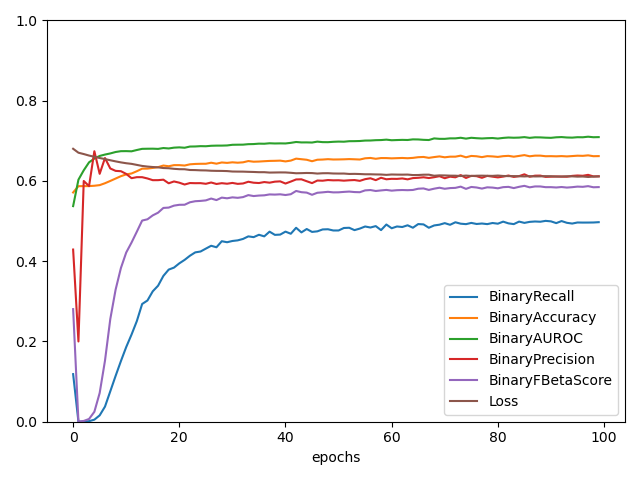 1.0
0.8
0.6
0.4
0.2
0.0
BinaryRecall
BinaryAccuracy
BinaryAUROC
BinaryPrecision
BinaryFBetaScore
Loss
0 20 40 60 80 100
epochs